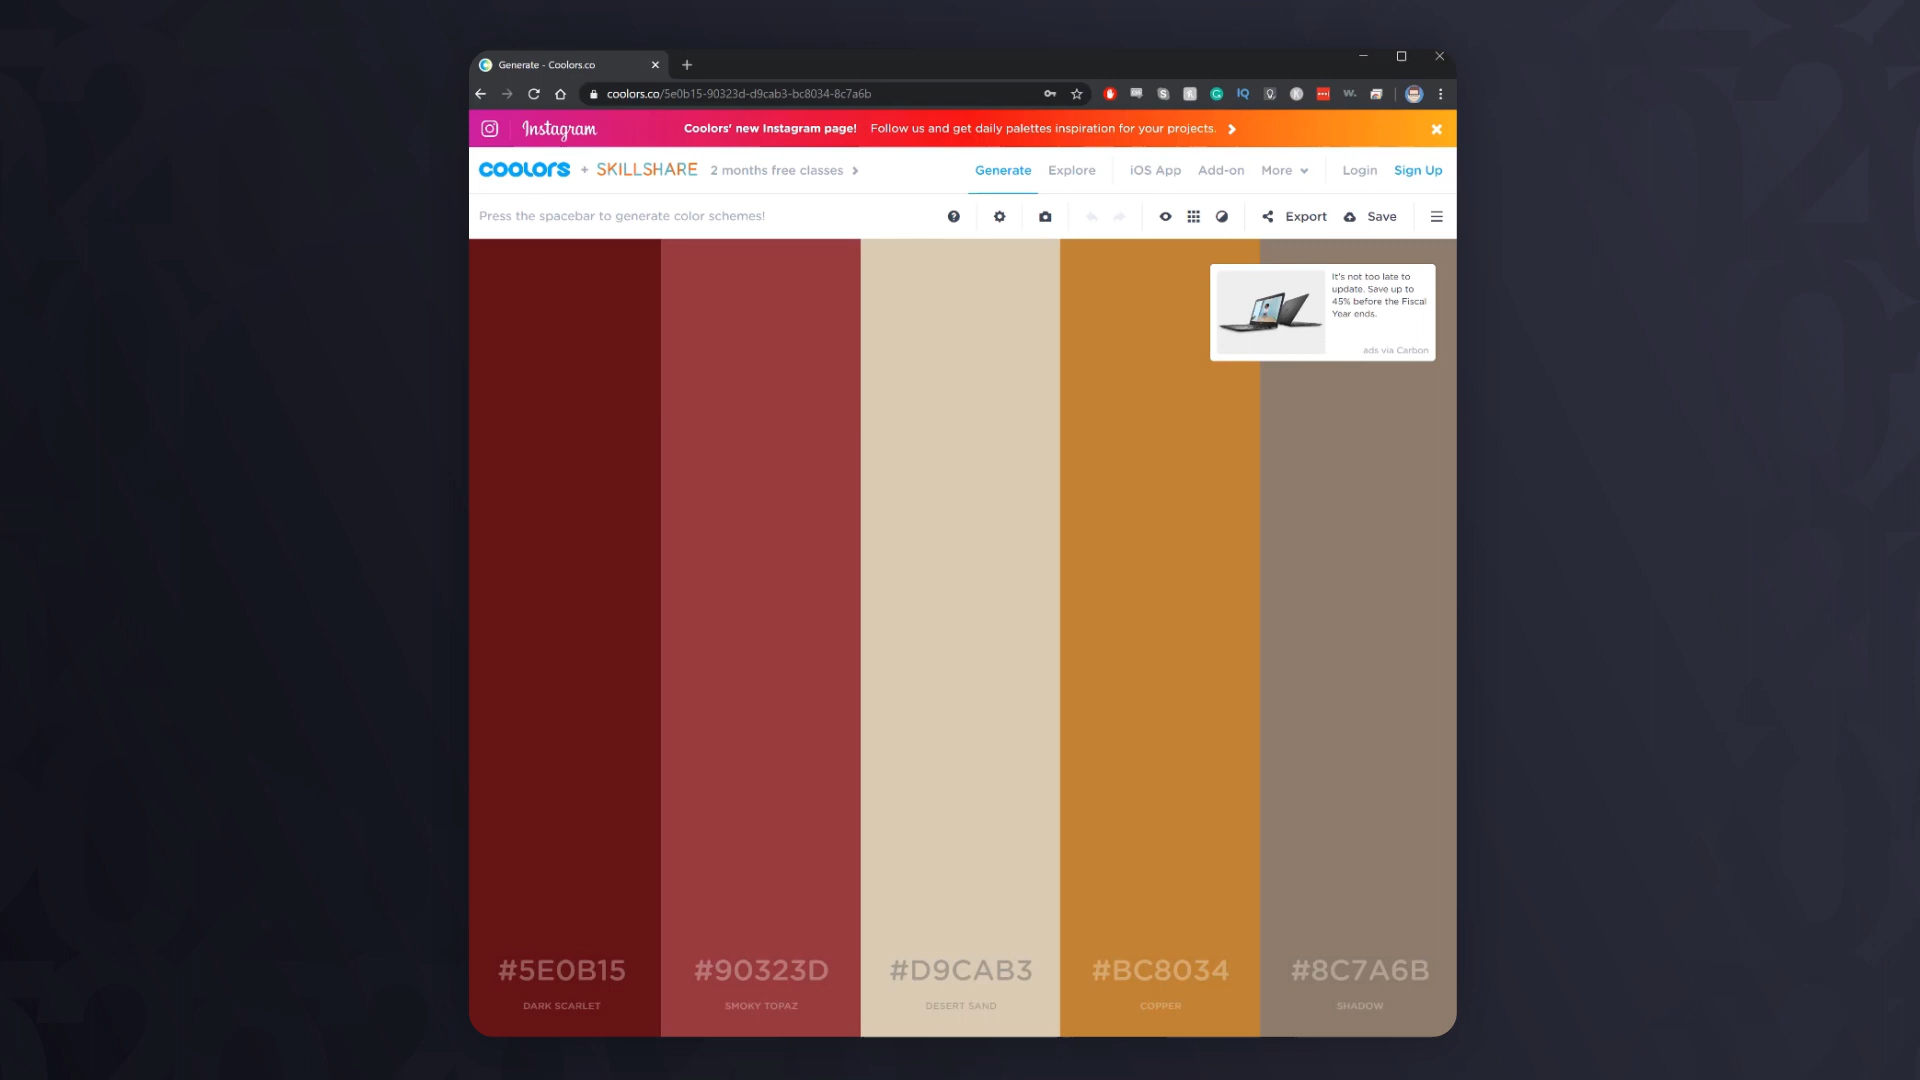 Generate - Coolors.co
coolors.co/5e0b15-90323d-d9cab3-bc8034-8c7a6b
Instagram
Coolors' new Instagram page! Follow us and get daily palettes inspiration for your projects.
coolors + SKILLSHARE 2 months free classes
Generate Explore iOS App Add-on More Login Sign Up
Press the spacebar to generate color schemes!
Export Save
It's not too late to
update. Save up to
45% before the Fiscal
Year ends.
ads via Carbon
#5E0B15 #90323D #D9CAB3 #BC8034 #8C7A6B
DARK SCARLET SMOKY TOPAZ DESERT SAND COPPER SHADOW